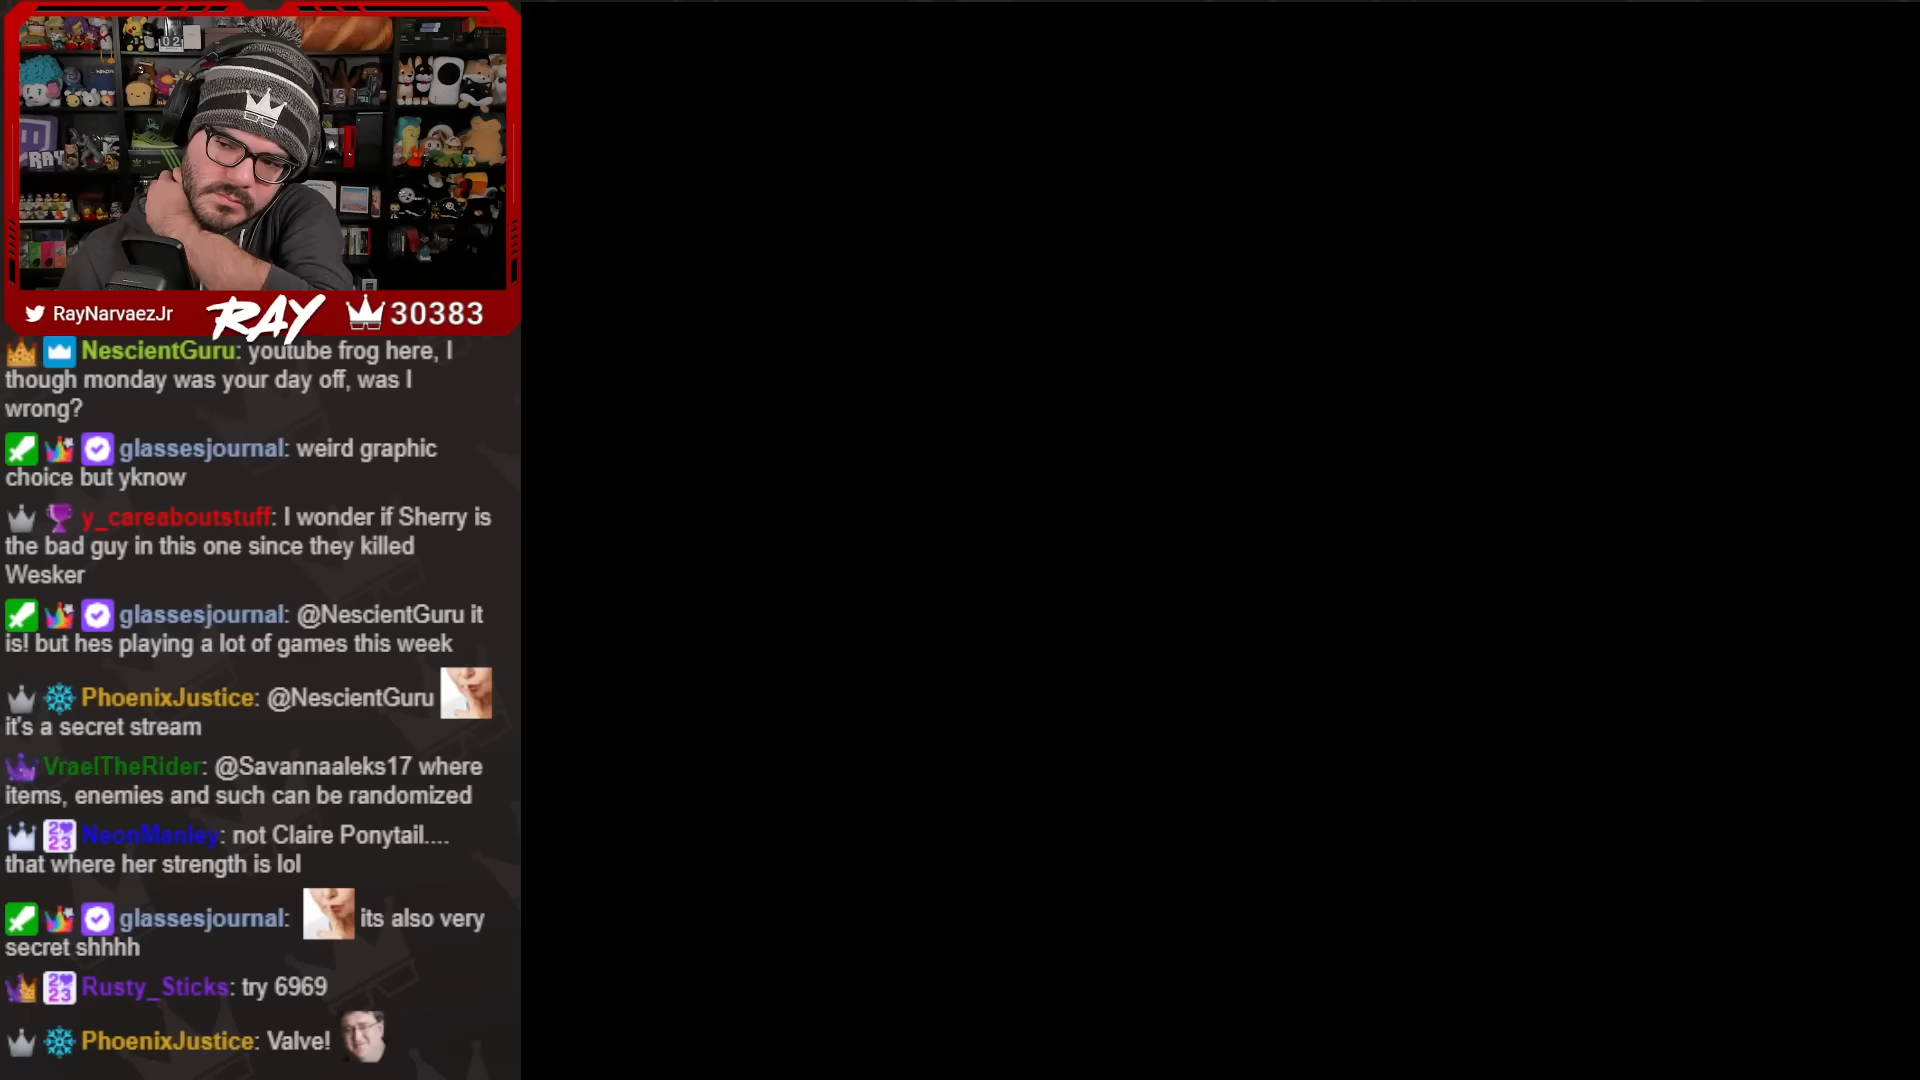 02
RAY
RayNarvaezJr
RAY
30383
NescientGuru: youtube frog here, I
though monday was your day off, was I
wrong?
glassesjournal: weird graphic
choice but yknow
y_careaboutstuff: I wonder if Sherry is
the bad guy in this one since they killed
Wesker
glassesjournal: @NescientGuru it
is! but hes playing a lot of games this week
PhoenixJustice: @NescientGuru
it's a secret stream
VraelTheRider: @Savannaaleks17 where
items, enemies and such can be randomized
NeonManley: not Claire Ponytail....
that where her strength is lol
glassesjournal: its also very
secret shhhh
Rusty_Sticks: try 6969
PhoenixJustice: Valve!